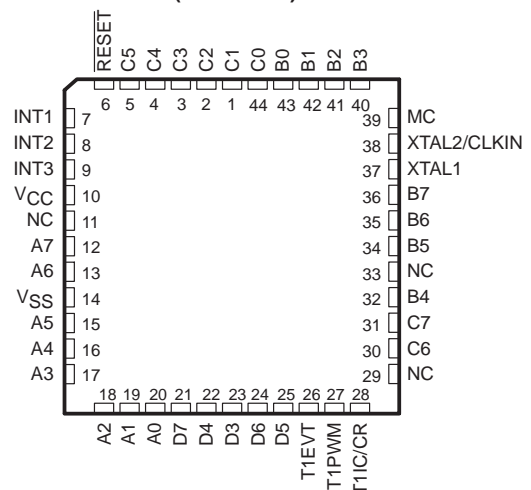 RESET C5 C4 C3 C2 C1 C0 B0 B1 B2 B3
6 5 4 3 2 1 44 43 42 41 40
INT1 7
INT2 8
INT3 9
VCC 10
NC 11
A7 12
A6 13
VSS 14
A5 15
A4 16
A3 17
39 MC
38 XTAL2/CLKIN
37 XTAL1
36 B7
35 B6
34 B5
33 NC
32 B4
31 C7
30 C6
29 NC
18 19 20 21 22 23 24 25 26 27 28
A2 A1 A0 D7 D4 D3 D6 D5 T1EVT T1PWM T1IC/CR